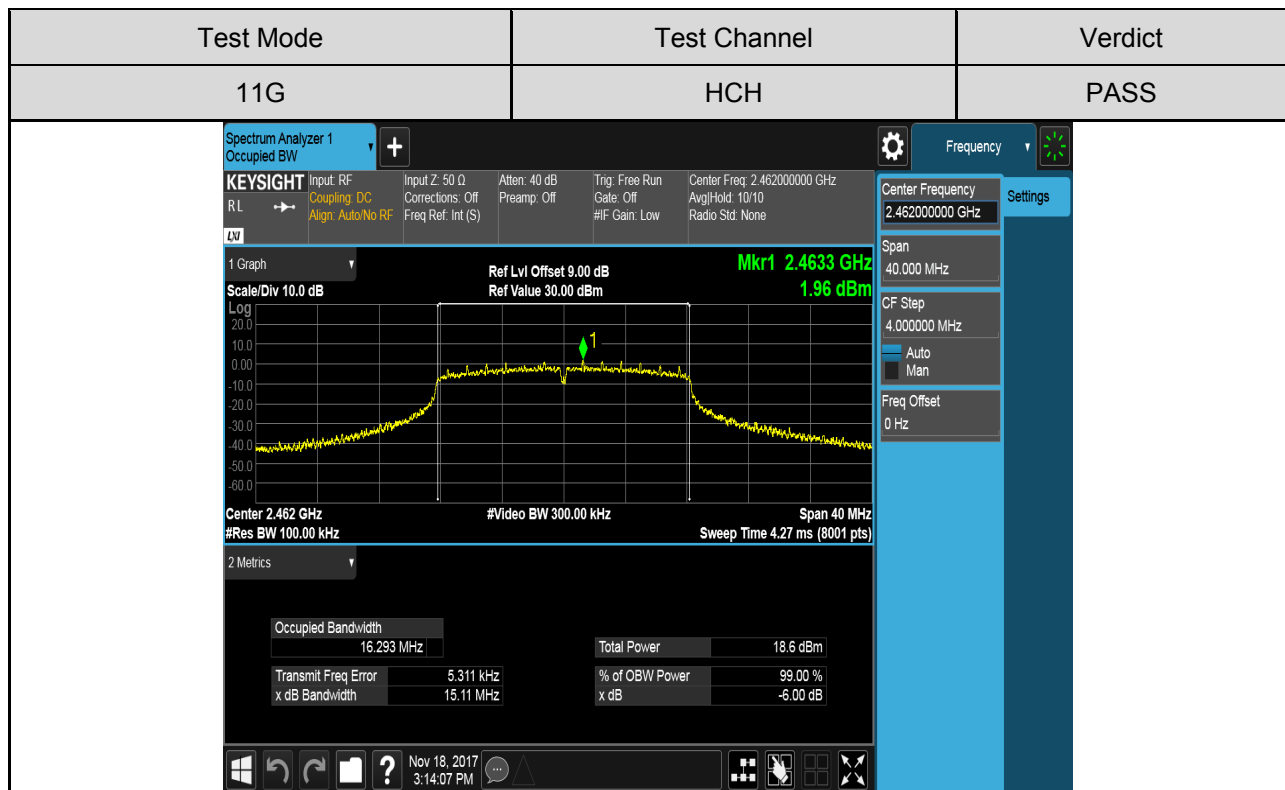 Test Mode Test Channel Verdict
11G HCH PASS
Spectrum Analyzer 1
Occupied BW
+
Frequency
KEYSIGHT Input: RF Input Z: 50 Ω Atten: 40 dB Trig: Free Run Center Freq: 2.462000000 GHz
RL Coupling: DC Corrections: Off Preamp: Off Gate: Off Avg|Hold: 10/10
Align: Auto/No RF Freq Ref: Int (S) #IF Gain: Low Radio Std: None
LXI
Center Frequency
2.462000000 GHz
Settings
Span
40.000 MHz
CF Step
4.000000 MHz
Auto
Man
Freq Offset
0 Hz
1 Graph Ref Lvl Offset 9.00 dB Mkr1 2.4633 GHz
Scale/Div 10.0 dB Ref Value 30.00 dBm 1.96 dBm
Log
20.0
10.0
1
0.00
-10.0
-20.0
-30.0
-40.0
-50.0
-60.0
Center 2.462 GHz #Video BW 300.00 kHz Span 40 MHz
#Res BW 100.00 kHz Sweep Time 4.27 ms (8001 pts)
2 Metrics
Occupied Bandwidth
16.293 MHz Total Power 18.6 dBm
Transmit Freq Error 5.311 kHz % of OBW Power 99.00 %
x dB Bandwidth 15.11 MHz x dB -6.00 dB
? Nov 18, 2017
3:14:07 PM